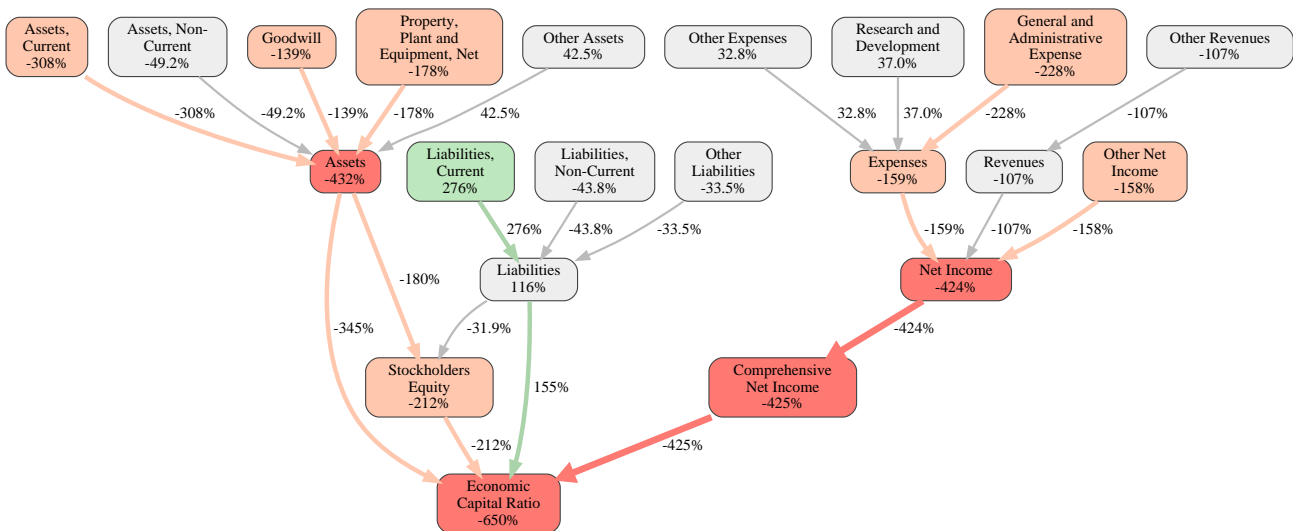 Assets,
Current
-308%
Assets, Non-
Current
-49.2%
Goodwill
-139%
Property,
Plant and
Equipment, Net
-178%
Other Assets
42.5%
Other Expenses
32.8%
Research and
Development
37.0%
General and
Administrative
Expense
-228%
Other Revenues
-107%
-308%
-49.2%
-139%
-178%
42.5%
32.8%
37.0%
-228%
-107%
Assets
-432%
Liabilities,
Current
276%
Liabilities,
Non-Current
-43.8%
Other
Liabilities
-33.5%
Expenses
-159%
Revenues
-107%
Other Net
Income
-158%
276%
-43.8%
-33.5%
-159%
-107%
-158%
-180%
Liabilities
116%
Net Income
-424%
-345%
-31.9%
-424%
Stockholders
Equity
-212%
155%
Comprehensive
Net Income
-425%
-212%
-425%
Economic
Capital Ratio
-650%